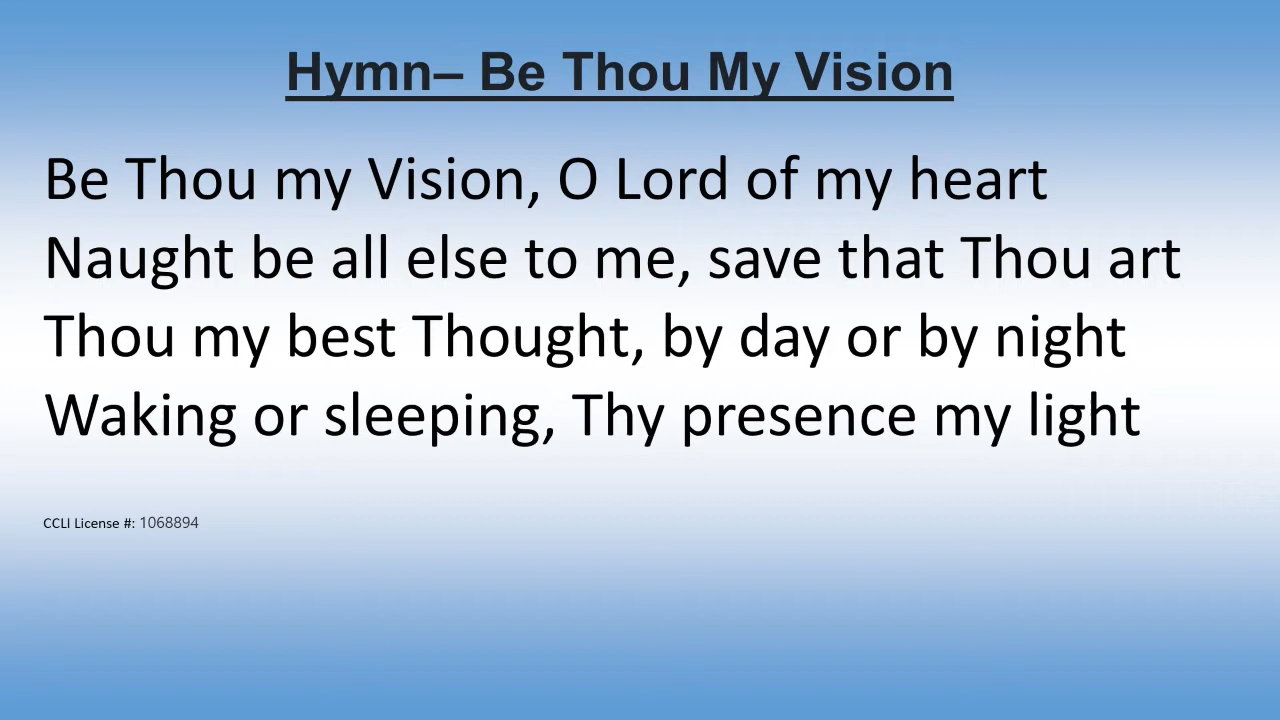 Hymn– Be Thou My Vision
Be Thou my Vision, O Lord of my heart
Naught be all else to me, save that Thou art
Thou my best Thought, by day or by night
Waking or sleeping, Thy presence my light
CCLI License #: 1068894